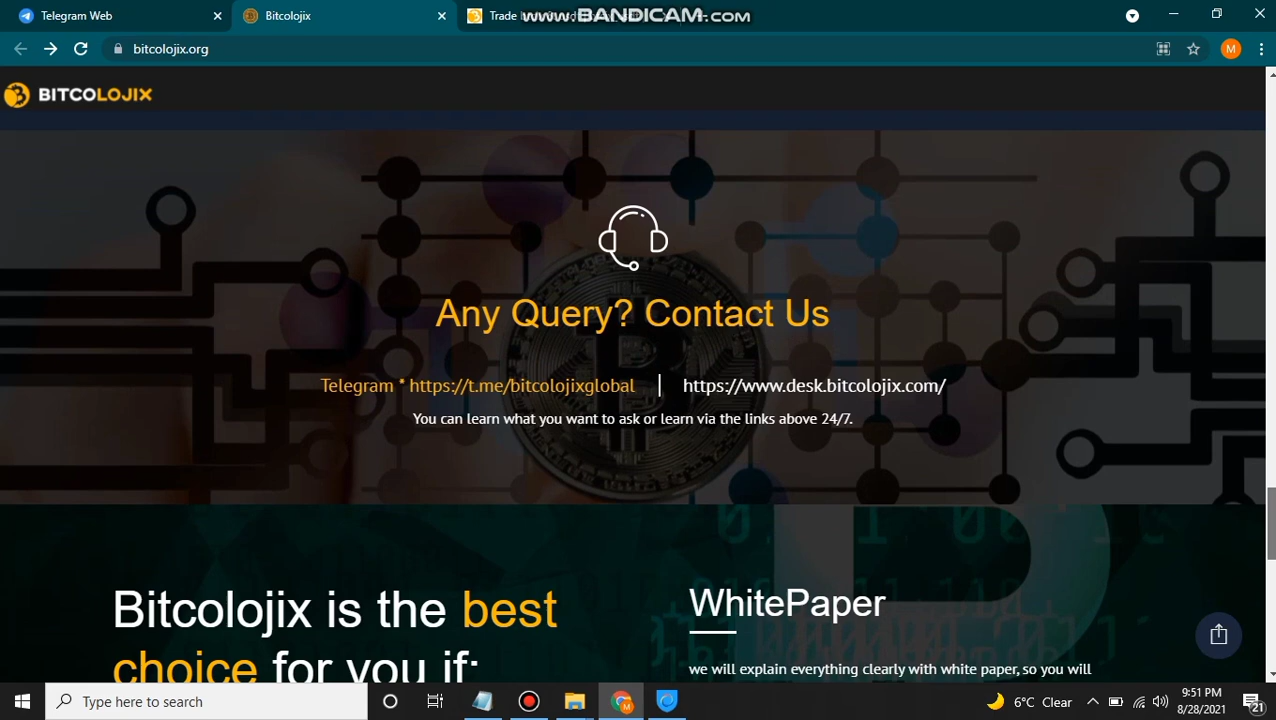 Telegram Web
Bitcolojix
Trade
www.BANDICAM.COM
bitcolojix.org
M
BITCOLOJIX
Any Query? Contact Us
Telegram * https://t.me/bitcolojixglobal
https://www.desk.bitcolojix.com/
You can learn what you want to ask or learn via the links above 24/7.
Bitcolojix is the best
choice for you if:
WhitePaper
we will explain everything clearly with white paper, so you will
Type here to search
6°C Clear
9:51 PM
8/28/2021
21